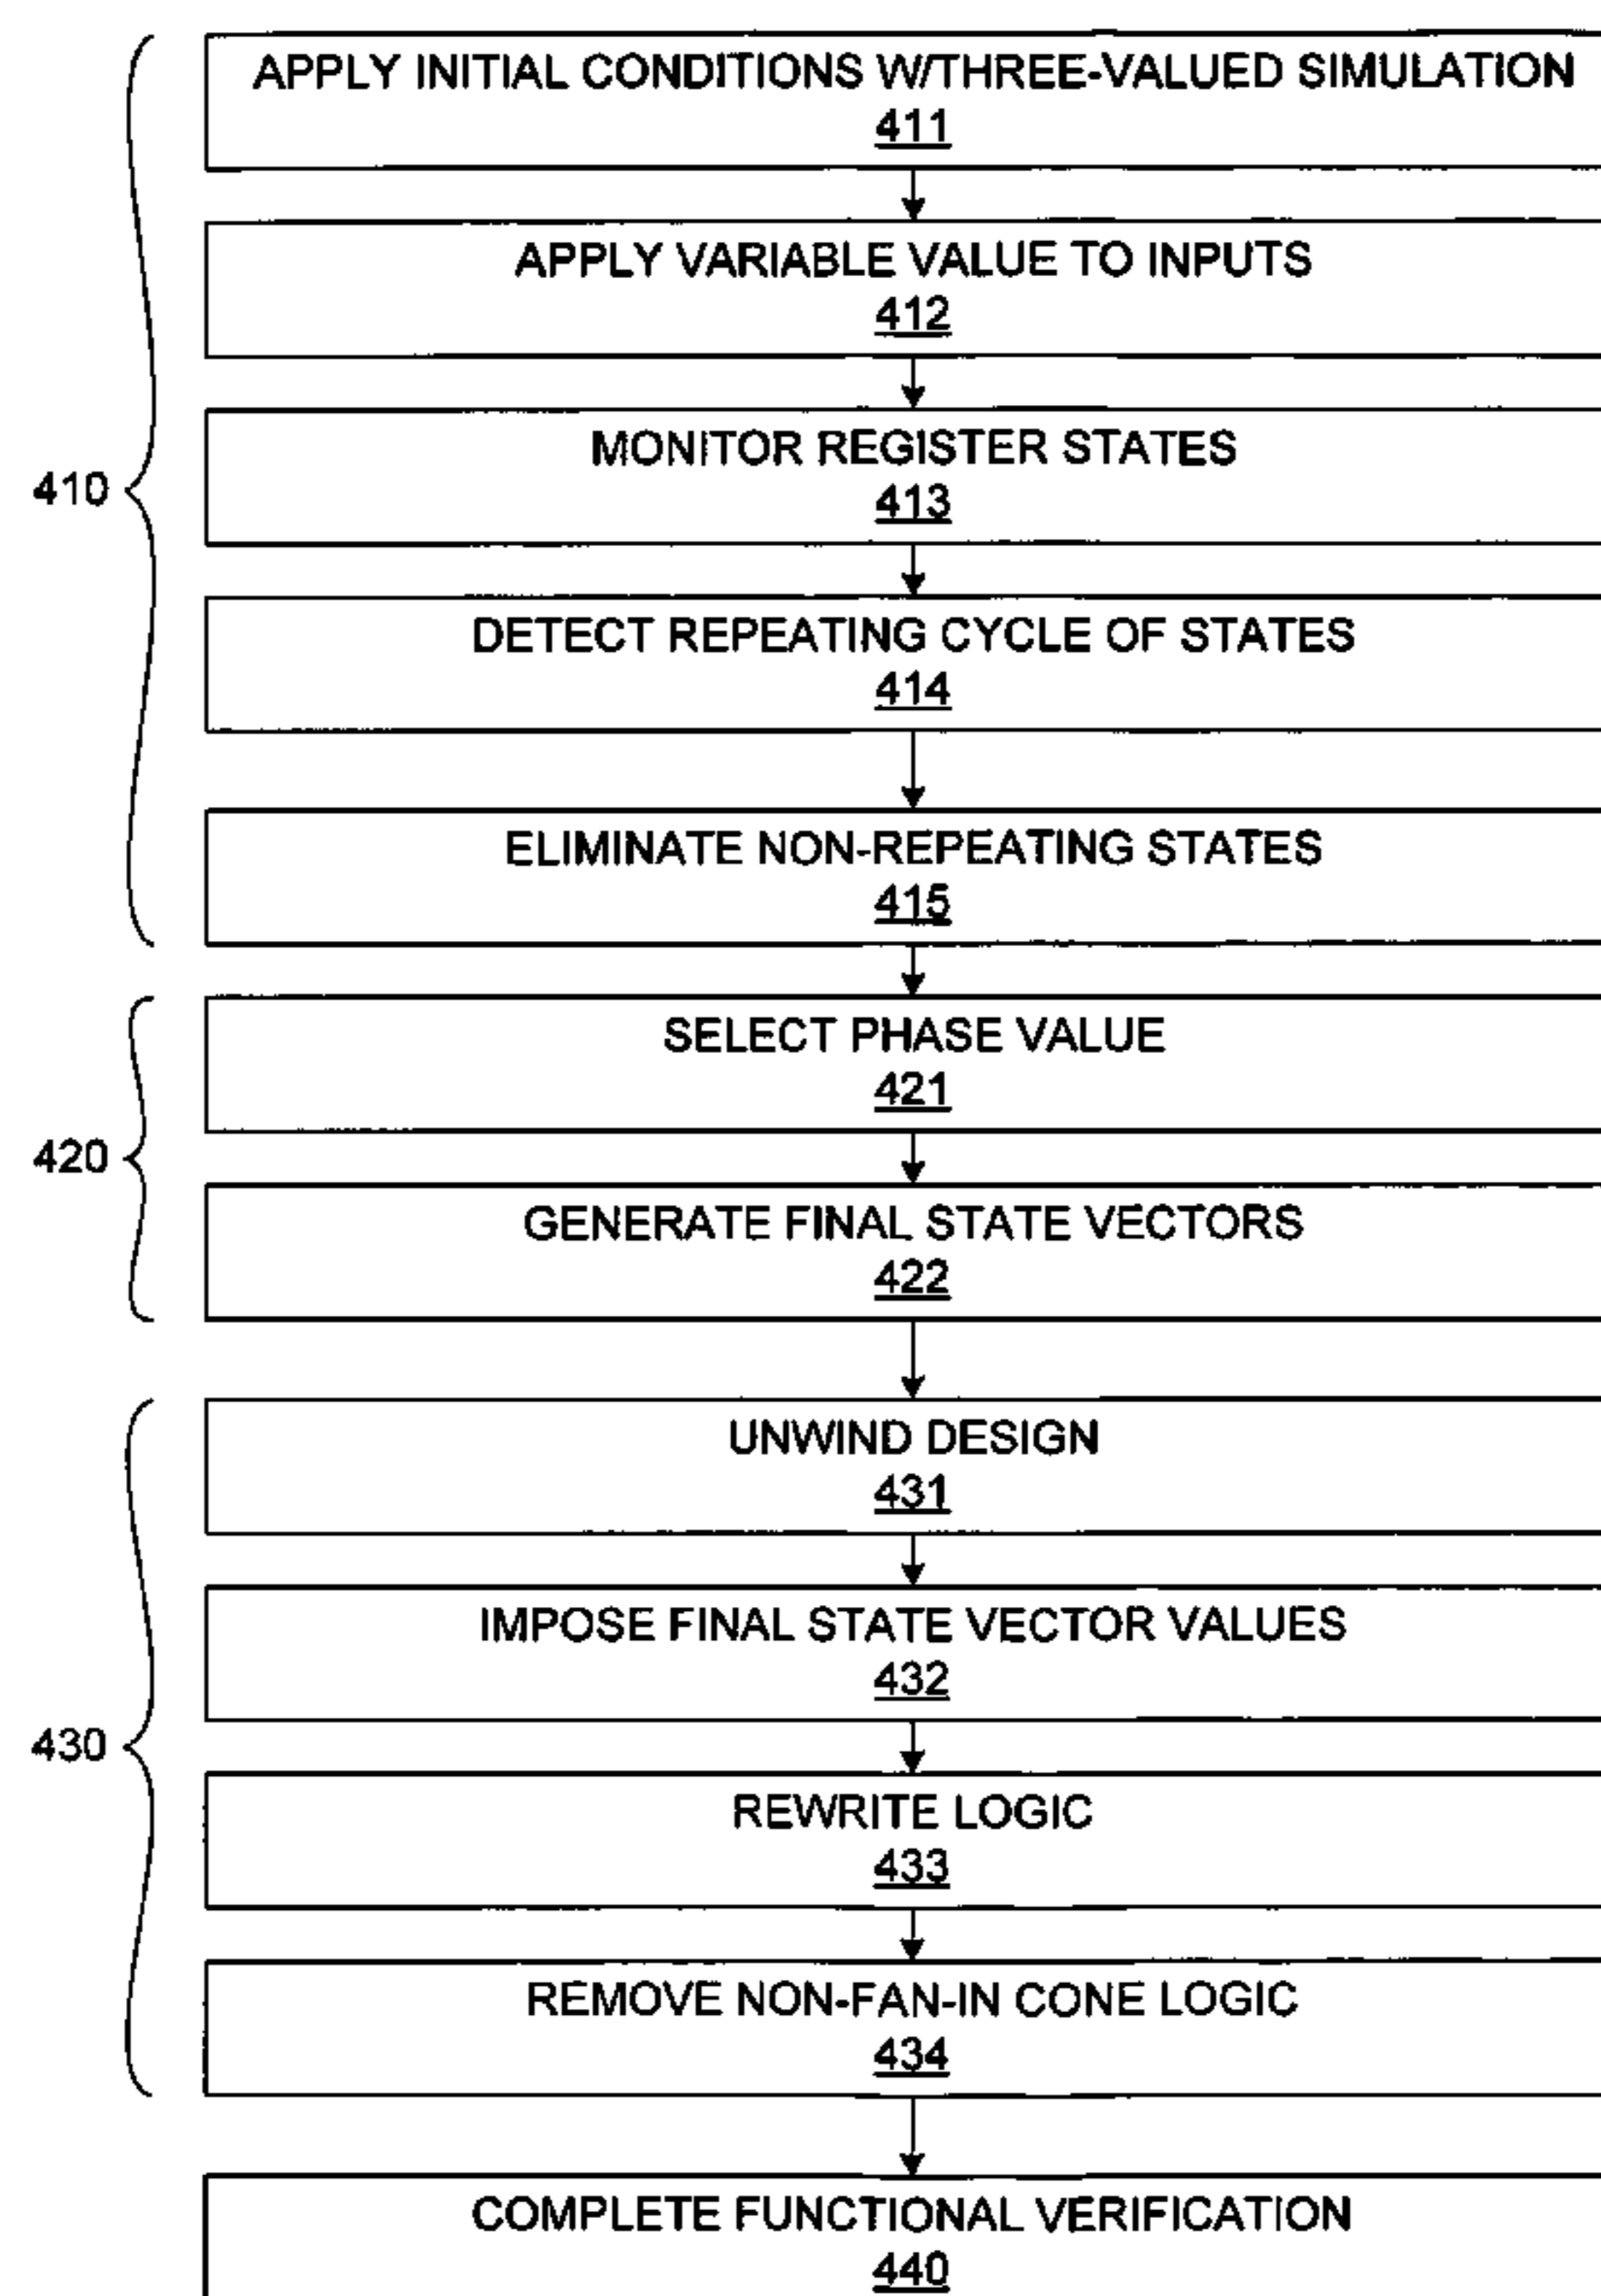 APPLY INITIAL CONDITIONS W/THREE-VALUED SIMULATION
411
APPLY VARIABLE VALUE TO INPUTS
412
MONITOR REGISTER STATES
413
410
DETECT REPEATING CYCLE OF STATES
414
ELIMINATE NON-REPEATING STATES
415
SELECT PHASE VALUE
421
420
GENERATE FINAL STATE VECTORS
422
UNWIND DESIGN
431
IMPOSE FINAL STATE VECTOR VALUES
432
430
REWRITE LOGIC
433
REMOVE NON-FAN-IN CONE LOGIC
434
COMPLETE FUNCTIONAL VERIFICATION
440